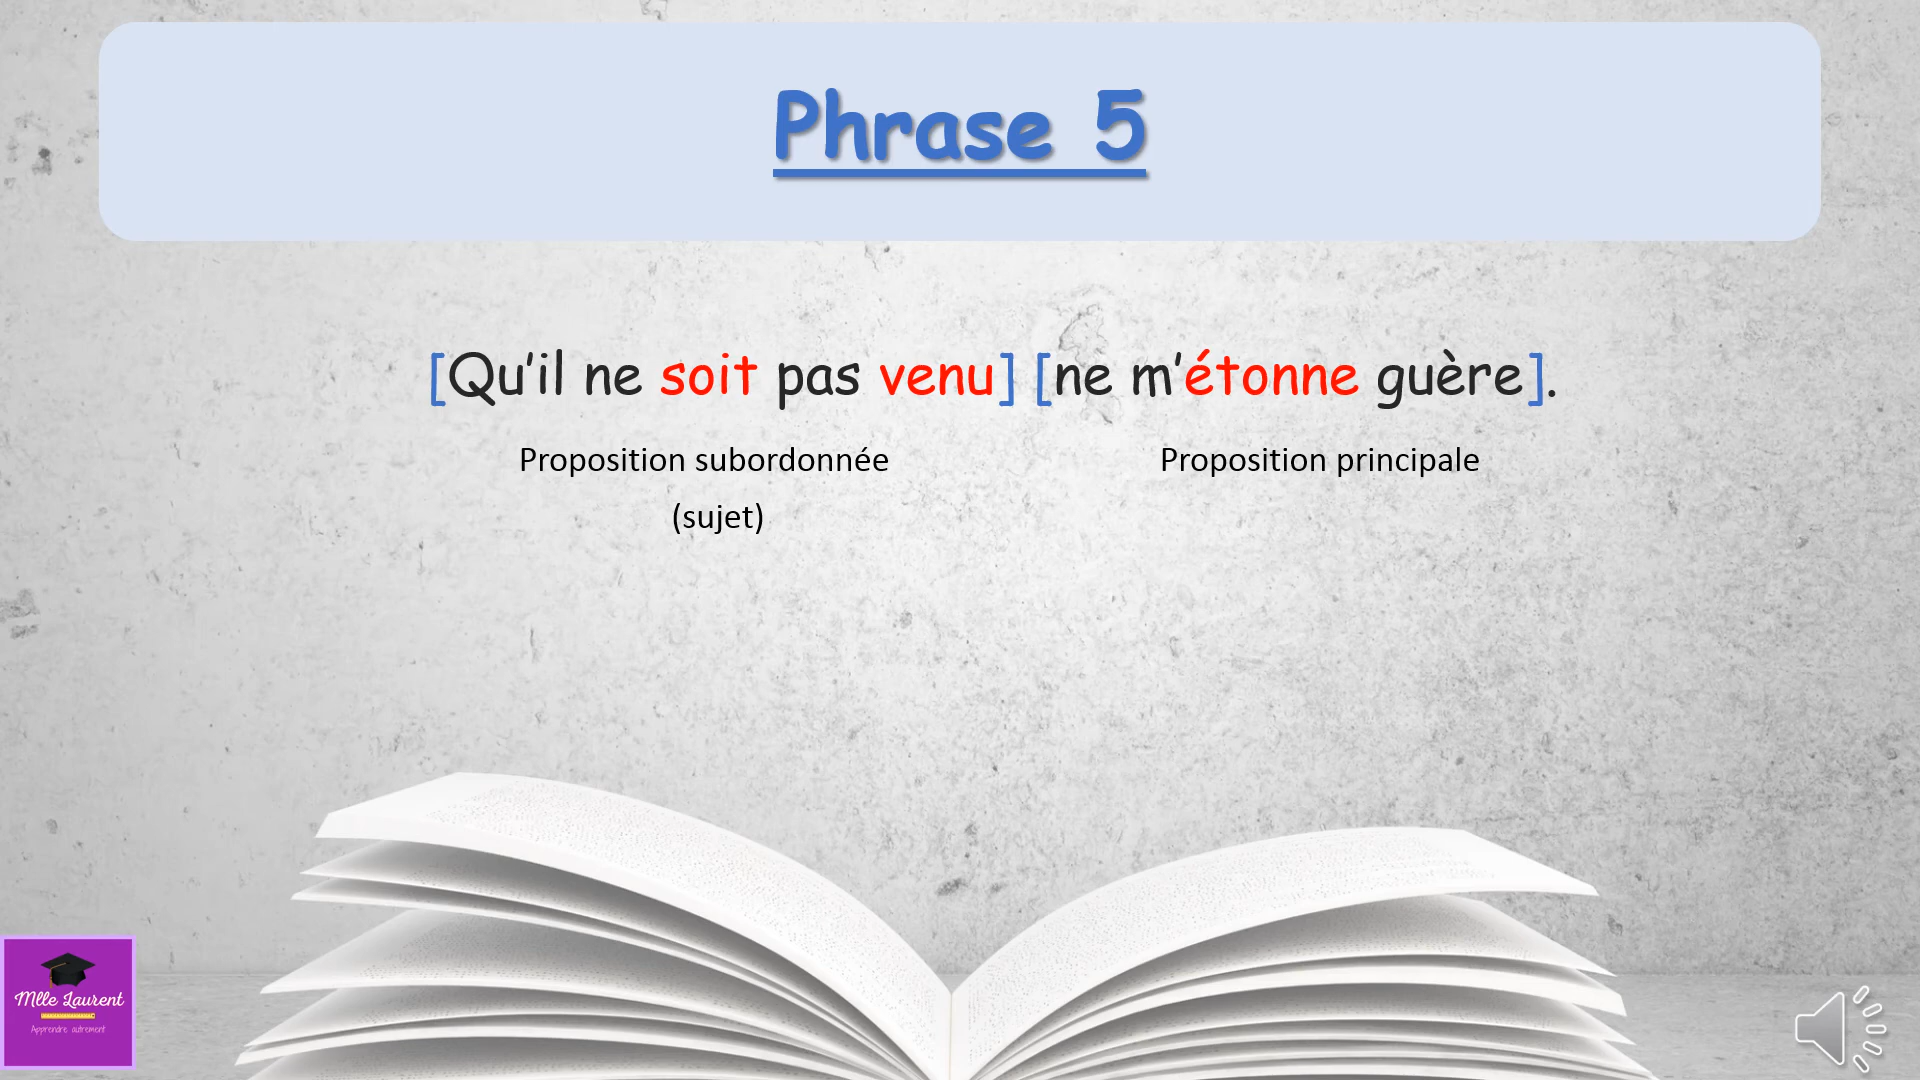 Phrase 5
[Qu’il ne soit pas venu] [ne m’étonne guère].
Proposition subordonnée
Proposition principale
(sujet)
Mlle Laurent
Apprendre autrement